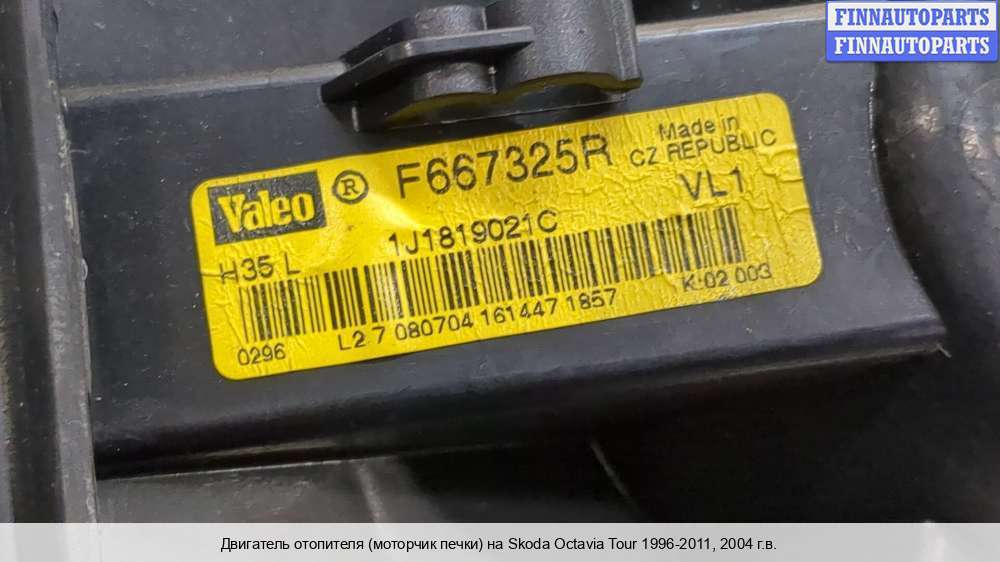 FINNAUTOPARTS
FINNAUTOPARTS
Valeo ® F667325R Made in
CZ REPUBLIC
VL1
1J1819021C
H35 L
K-02 003
0296 L2 7 080704 161447 1857
Двигатель отопителя (моторчик печки) на Skoda Octavia Tour 1996-2011, 2004 г.в.